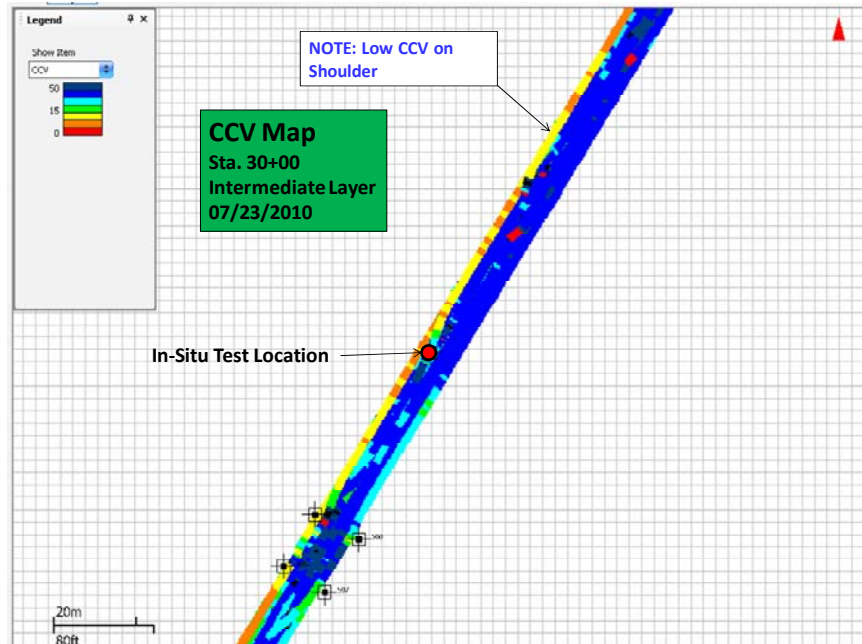 Legend
Show Item
CCV
50
15
0
NOTE: Low CCV on
Shoulder
CCV Map
Sta. 30+00
Intermediate Layer
07/23/2010
In-Situ Test Location
20m
80ft